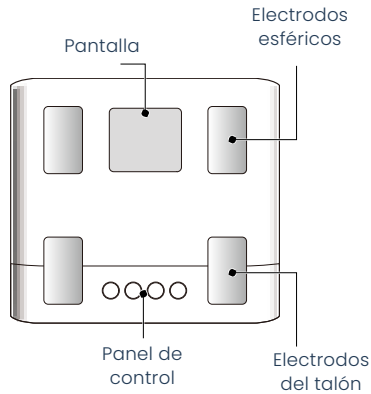 Electrodos
esféricos
Pantalla
Panel de
control
Electrodos
del talón